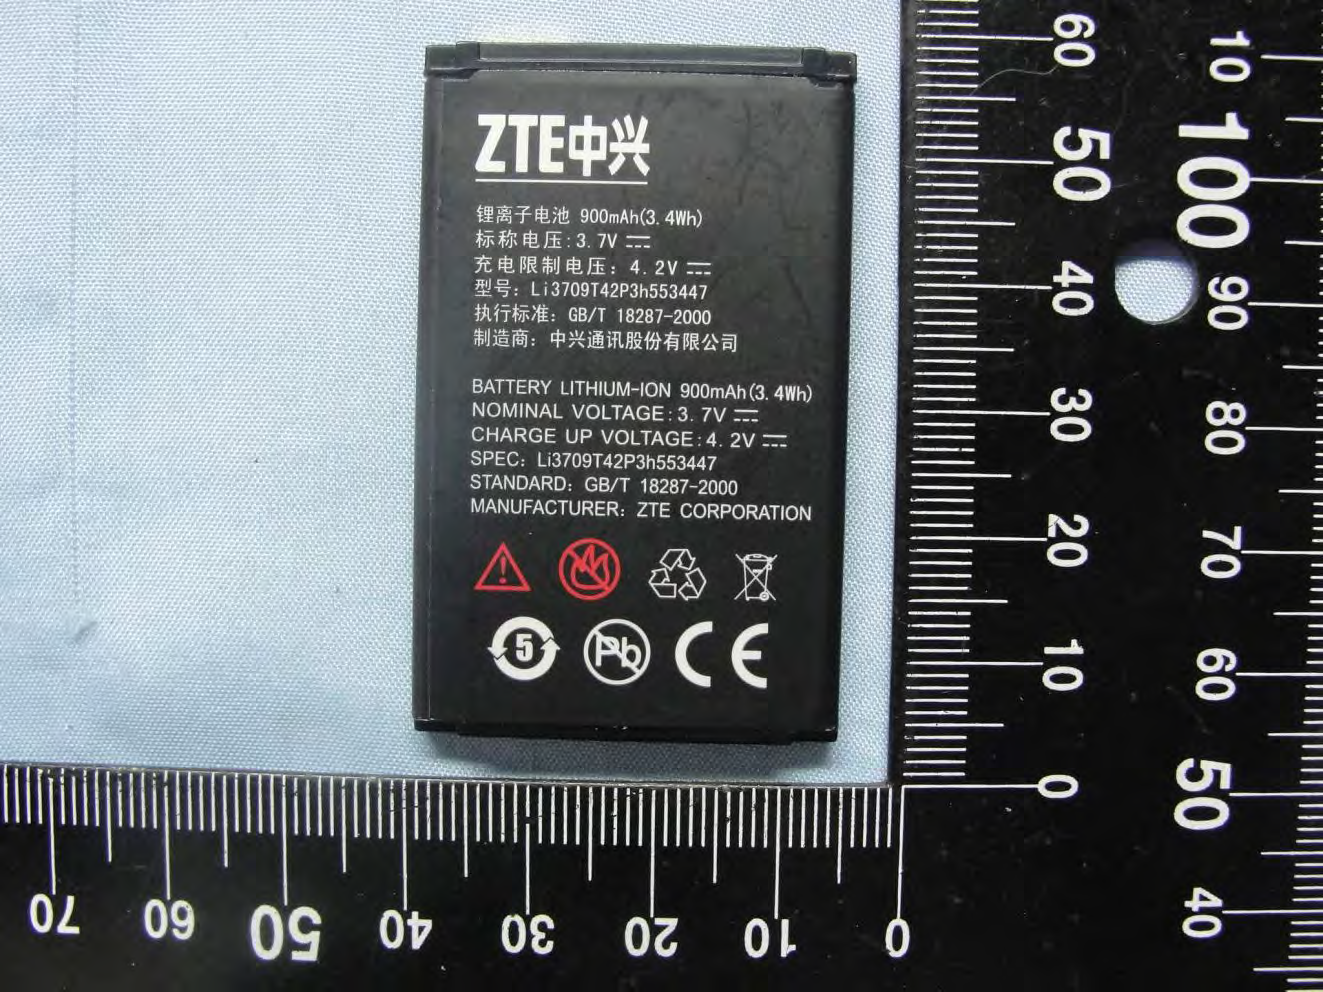 ZTE中兴
锂离子电池 900mAh(3.4Wh)
标称电压:3.7V
充电限制电压: 4.2V
型号: Li3709T42P3h553447
执行标准: GB/T 18287-2000
制造商: 中兴通讯股份有限公司
BATTERY LITHIUM-ION 900mAh(3.4Wh)
NOMINAL VOLTAGE:3.7V
CHARGE UP VOLTAGE:4.2V
SPEC: Li3709T42P3h553447
STANDARD: GB/T 18287-2000
MANUFACTURER: ZTE CORPORATION
5 Pb CE
60
50
40
30
20
10
0
10
100
90
80
70
60
50
40
70 60 50 40 30 20 10 0